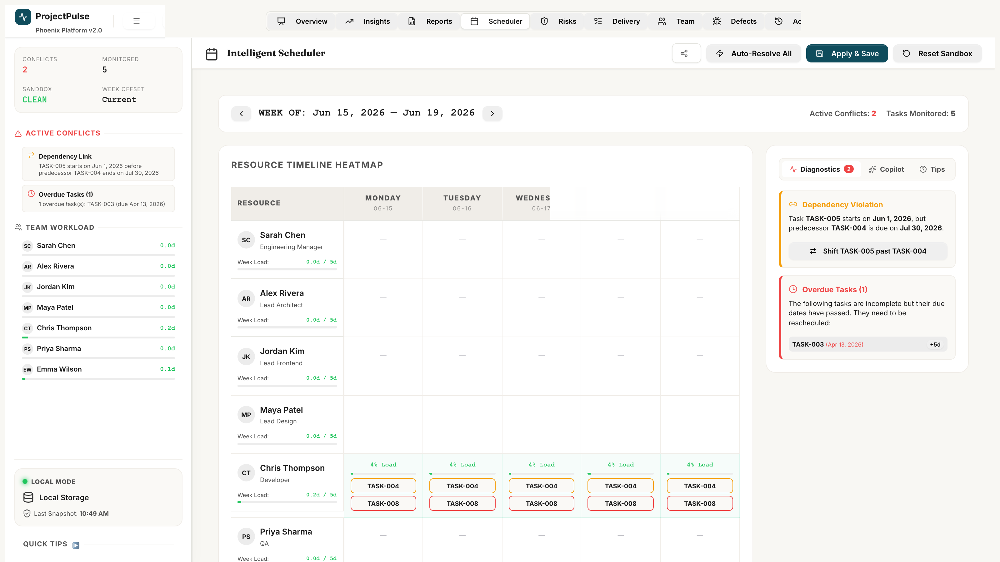 ProjectPulse
Phoenix Platform v2.0
Overview
Insights
Reports
Scheduler
Risks
Delivery
Team
Defects
Ac
CONFLICTS
2
MONITORED
5
SANDBOX
CLEAN
WEEK OFFSET
Current
ACTIVE CONFLICTS
Dependency Link
TASK-005 starts on Jun 1, 2026 before
predecessor TASK-004 ends on Jul 30, 2026
Overdue Tasks (1)
1 overdue task(s): TASK-003 (due Apr 13, 2026)
TEAM WORKLOAD
SC Sarah Chen 0.0d
AR Alex Rivera 0.0d
JK Jordan Kim 0.0d
MP Maya Patel 0.0d
CT Chris Thompson 0.2d
PS Priya Sharma 0.0d
EW Emma Wilson 0.1d
LOCAL MODE
Local Storage
Last Snapshot: 10:49 AM
QUICK TIPS
Intelligent Scheduler
Auto-Resolve All
Apply & Save
Reset Sandbox
WEEK OF: Jun 15, 2026 — Jun 19, 2026
Active Conflicts: 2 Tasks Monitored: 5
RESOURCE TIMELINE HEATMAP
RESOURCE
MONDAY
06-15
TUESDAY
06-16
WEDNES
06-17
SC
Sarah Chen
Engineering Manager
Week Load: 0.0d / 5d
— — — — —
AR
Alex Rivera
Lead Architect
Week Load: 0.0d / 5d
— — — — —
JK
Jordan Kim
Lead Frontend
Week Load: 0.0d / 5d
— — — — —
MP
Maya Patel
Lead Design
Week Load: 0.0d / 5d
— — — — —
CT
Chris Thompson
Developer
Week Load: 0.2d / 5d
4% Load 4% Load 4% Load 4% Load 4% Load
TASK-004 TASK-004 TASK-004 TASK-004 TASK-004
TASK-008 TASK-008 TASK-008 TASK-008 TASK-008
PS
Priya Sharma
QA
Week Load: 0.0d / 5d
— — — — —
Diagnostics 2
Copilot
Tips
Dependency Violation
Task TASK-005 starts on Jun 1, 2026, but
predecessor TASK-004 is due on Jul 30, 2026.
Shift TASK-005 past TASK-004
Overdue Tasks (1)
The following tasks are incomplete but their due
dates have passed. They need to be
rescheduled:
TASK-003 (Apr 13, 2026) +5d